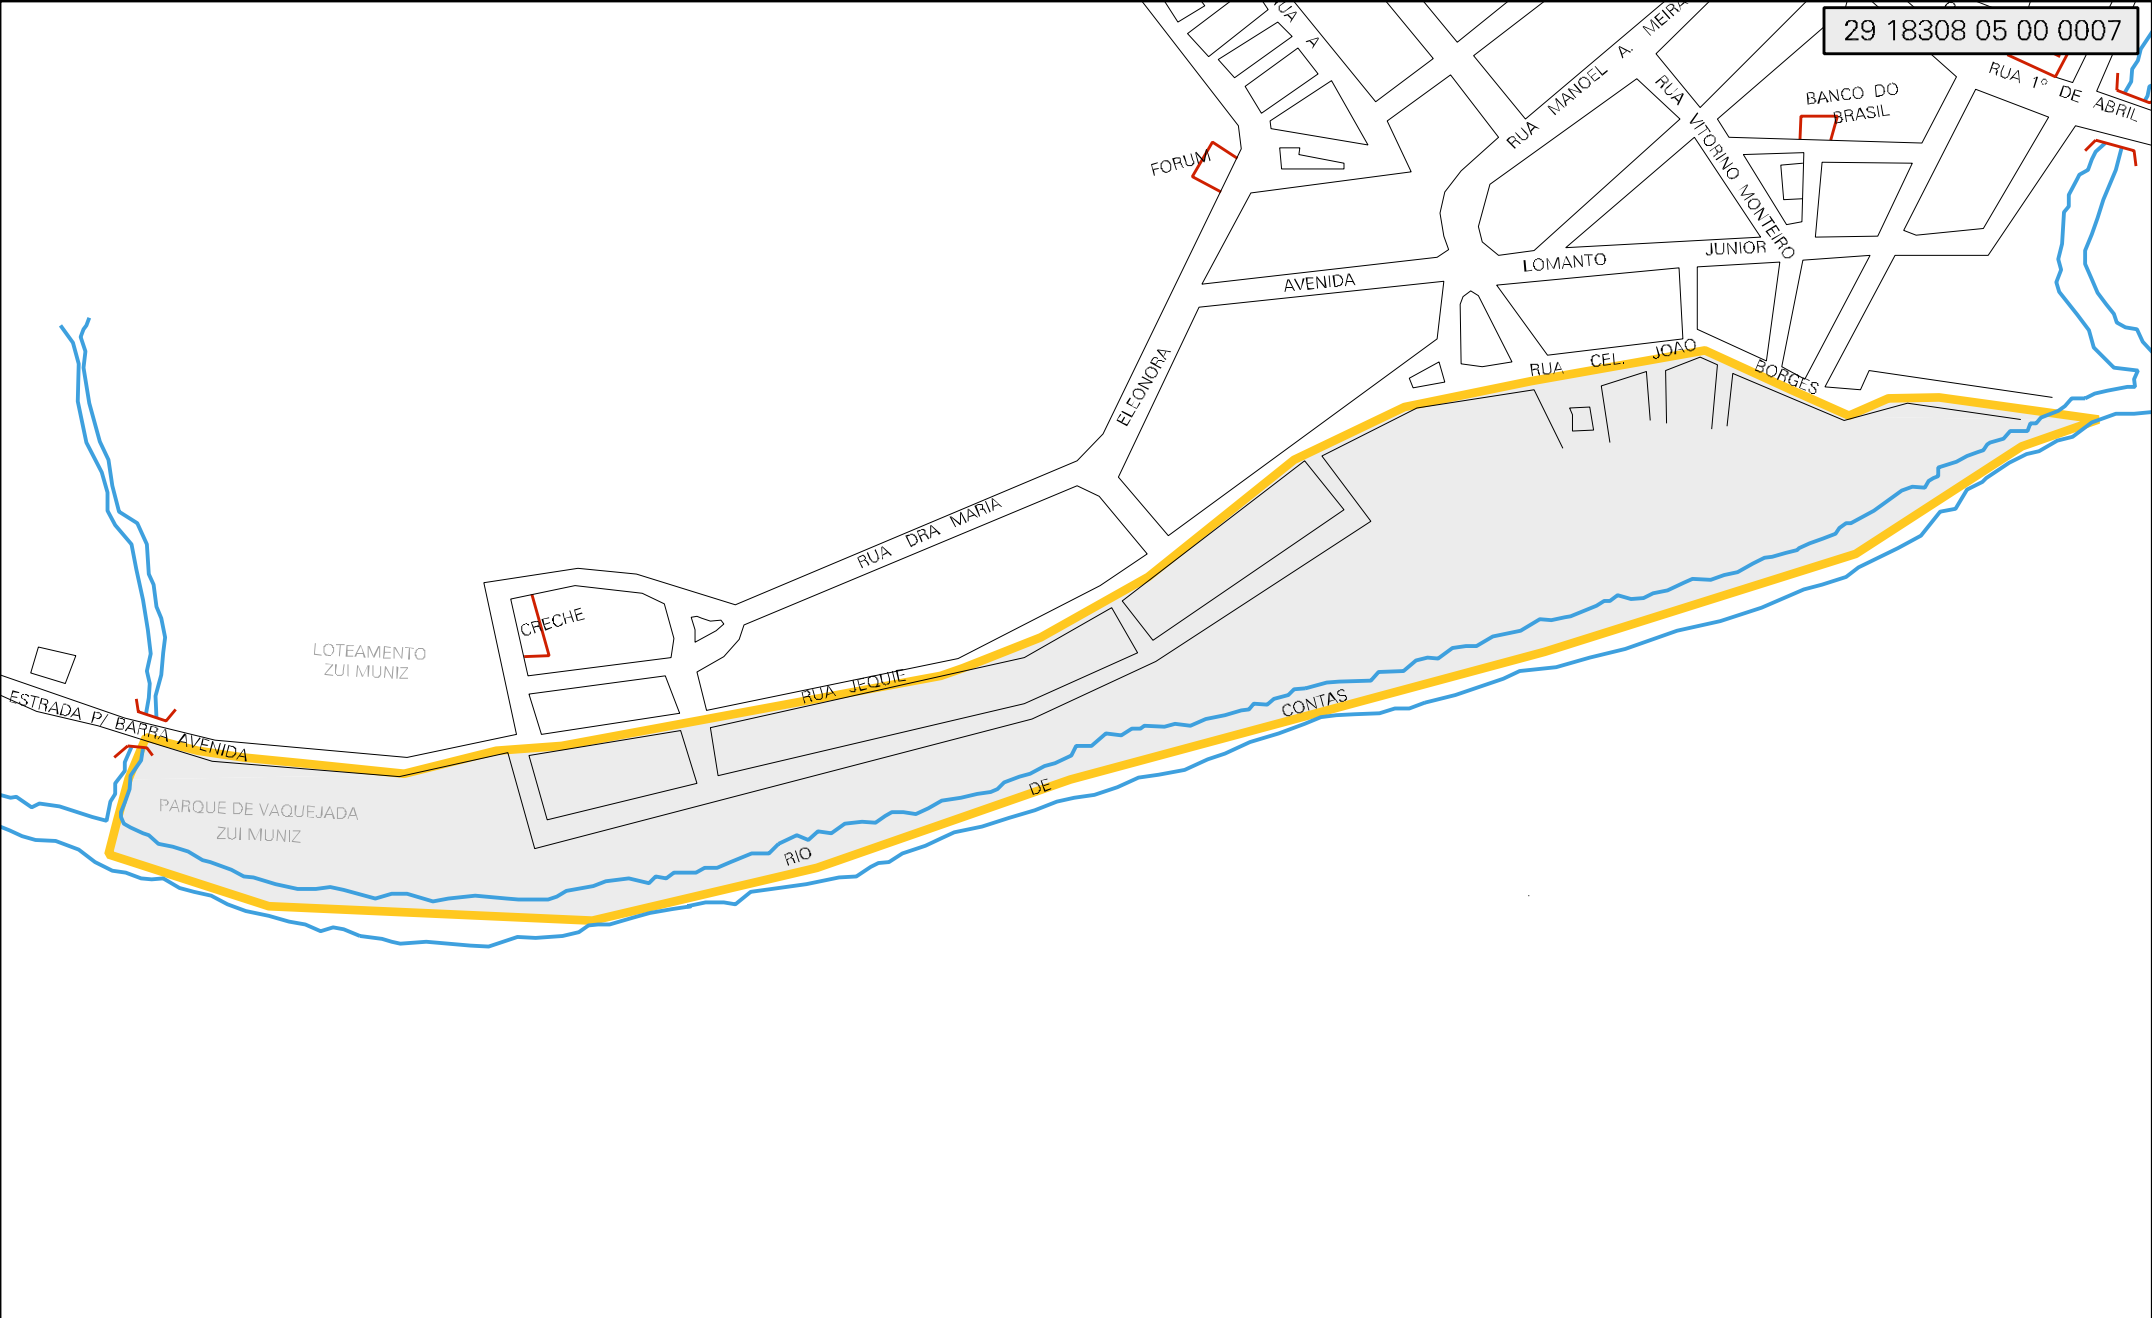 29 18308 05 00 0007
RUA A
RUA MANOEL A. MEIRA
RUA VITORINO MONTEIRO
BANCO DO
BRASIL
RUA 1º DE ABRIL
FORUM
AVENIDA LOMANTO JUNIOR
RUA CEL. JOAO BORGES
RUA DRA MARIA ELEONORA
CRECHE
LOTEAMENTO
ZUI MUNIZ
RUA JEQUIE
ESTRADA P/ BARRA AVENIDA
PARQUE DE VAQUEJADA
ZUI MUNIZ
RIO DE CONTAS